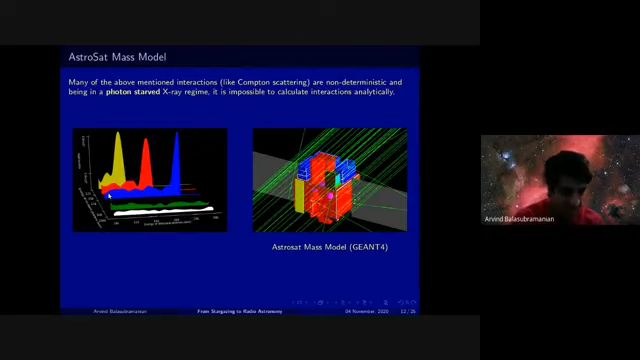 AstroSat Mass Model
Many of the above mentioned interactions (like Compton scattering) are non-deterministic and
being in a photon starved X-ray regime, it is impossible to calculate interactions analytically.
Astrosat Mass Model (GEANT4)
Arvind Balasubramanian
Arvind Balasubramanian From Stargazing to Radio Astronomy 04 November, 2020 12 / 25